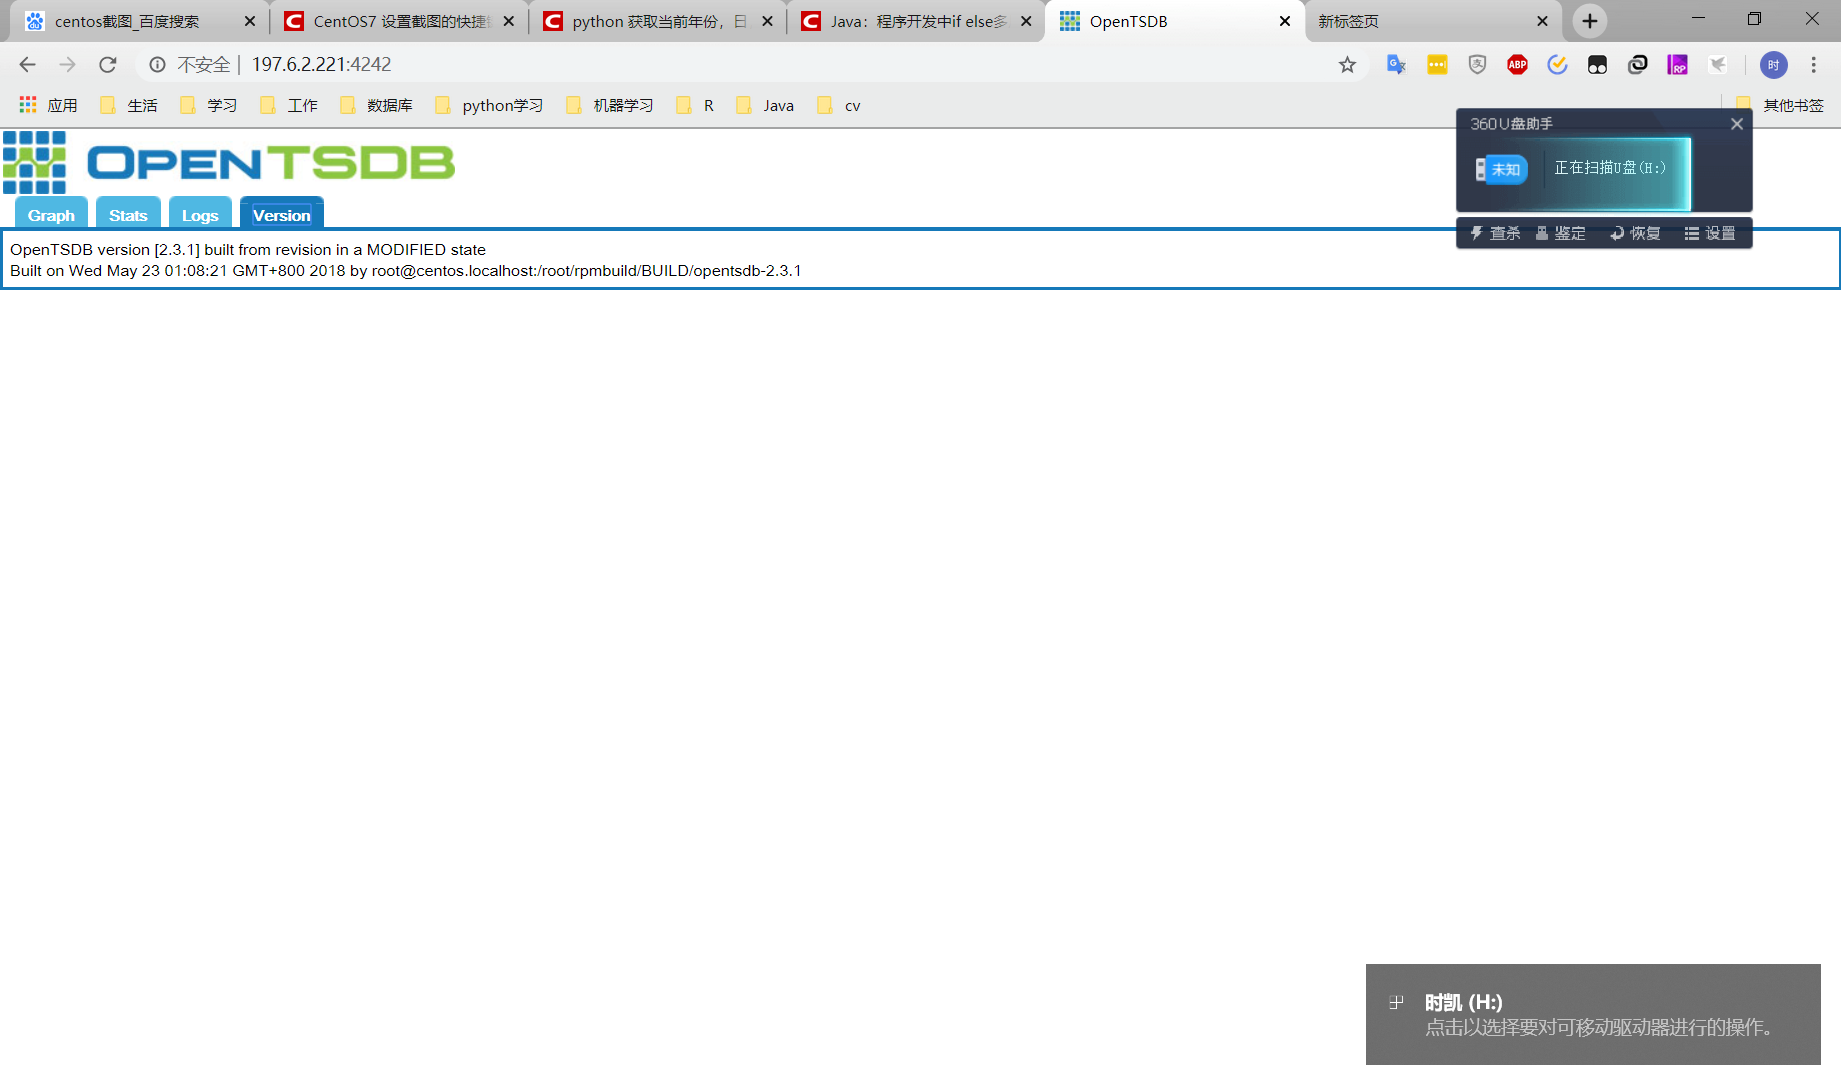 centos截图_百度搜索
CentOS7 设置截图的快捷
python 获取当前年份，日
Java：程序开发中if else多
OpenTSDB
新标签页
不安全 | 197.6.2.221:4242
ABP
RP
时
应用 生活 学习 工作 数据库 python学习 机器学习 R Java cv 其他书签
OPENTSDB
Graph Stats Logs Version
OpenTSDB version [2.3.1] built from revision in a MODIFIED state
Built on Wed May 23 01:08:21 GMT+800 2018 by root@centos.localhost:/root/rpmbuild/BUILD/opentsdb-2.3.1
360U盘助手
未知
正在扫描U盘(H:)
查杀 鉴定 恢复 设置
时凯 (H:)
点击以选择要对可移动驱动器进行的操作。